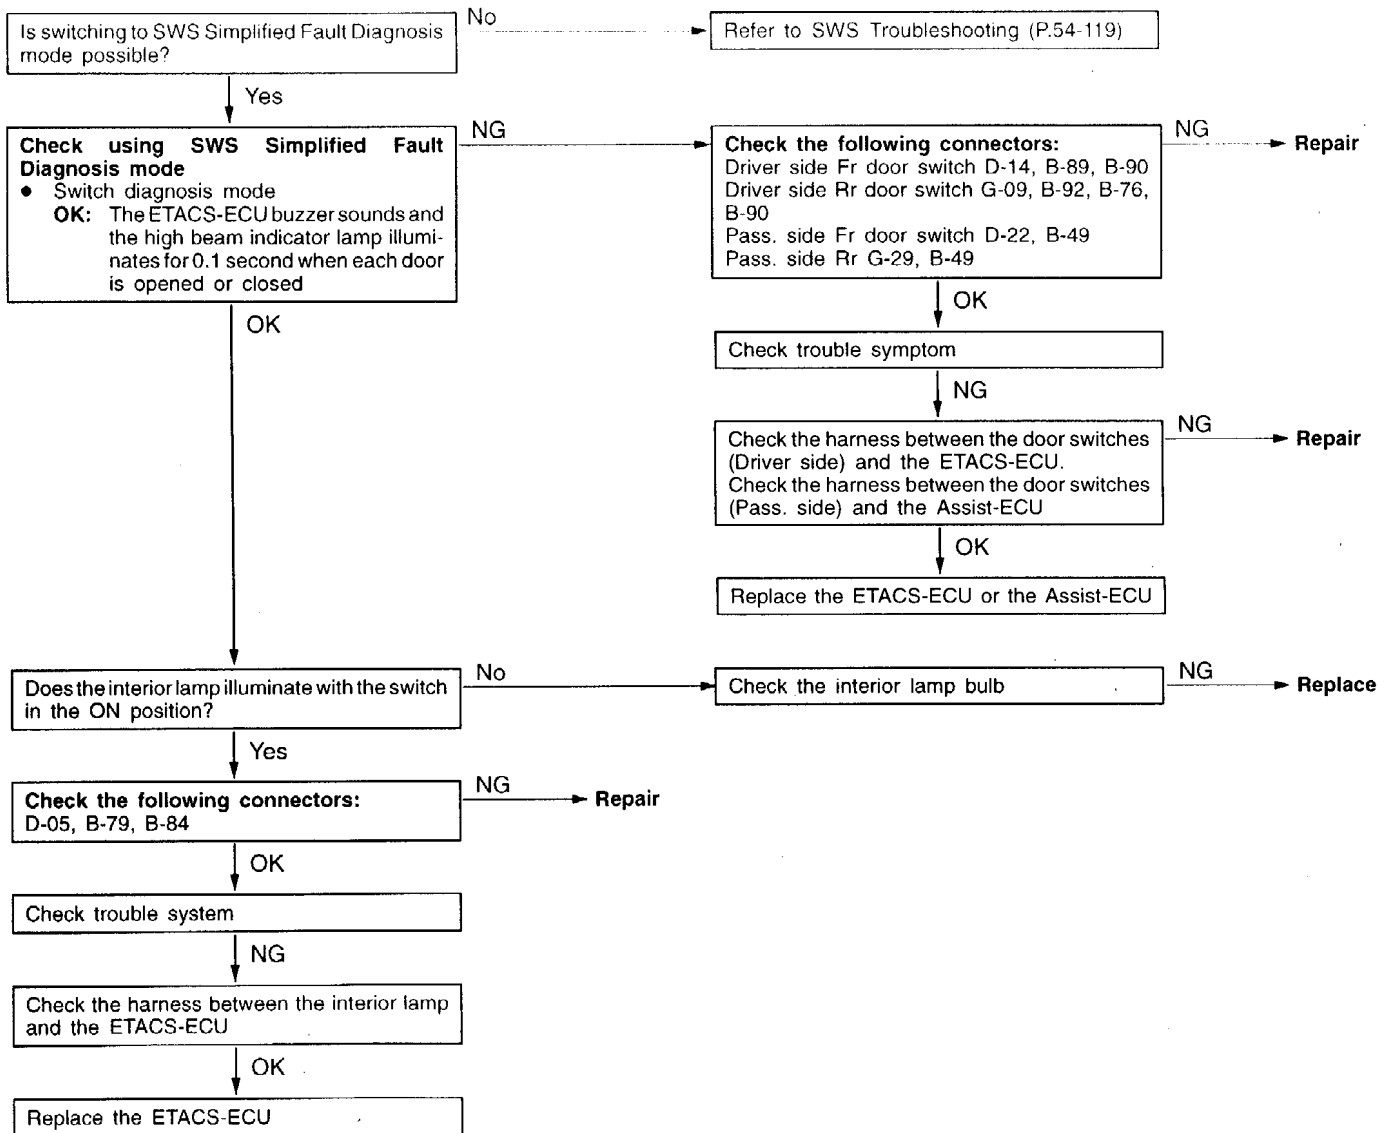 Is switching to SWS Simplified Fault Diagnosis
mode possible?
No
Refer to SWS Troubleshooting (P.54-119)
Yes
Check using SWS Simplified Fault
Diagnosis mode
● Switch diagnosis mode
OK: The ETACS-ECU buzzer sounds and
the high beam indicator lamp illumi-
nates for 0.1 second when each door
is opened or closed
NG
Check the following connectors:
Driver side Fr door switch D-14, B-89, B-90
Driver side Rr door switch G-09, B-92, B-76,
B-90
Pass. side Fr door switch D-22, B-49
Pass. side Rr G-29, B-49
NG
Repair
OK
OK
Check trouble symptom
NG
Check the harness between the door switches
(Driver side) and the ETACS-ECU.
Check the harness between the door switches
(Pass. side) and the Assist-ECU
NG
Repair
OK
Replace the ETACS-ECU or the Assist-ECU
Does the interior lamp illuminate with the switch
in the ON position?
No
Check the interior lamp bulb
NG
Replace
Yes
Check the following connectors:
D-05, B-79, B-84
NG
Repair
OK
Check trouble system
NG
Check the harness between the interior lamp
and the ETACS-ECU
OK
Replace the ETACS-ECU